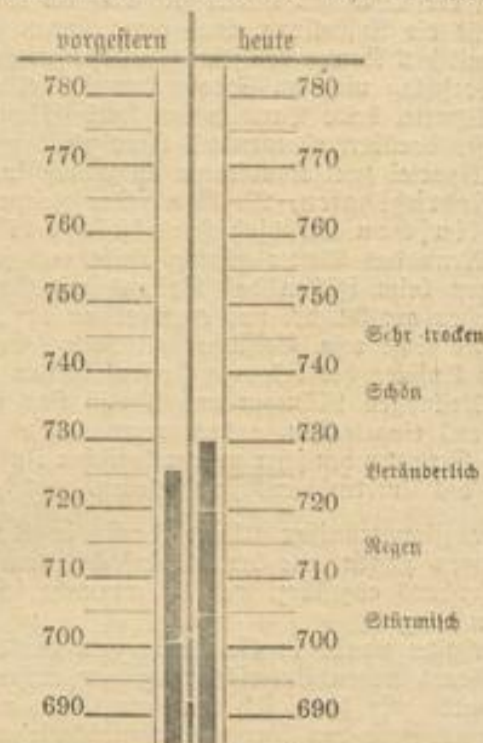 vorgestern heute
780 780
770 770
760 760
750 750
Sehr trocken
740 740
Schön
730 730
Veränderlich
720 720
Regen
710 710
Stürmisch
700 700
690 690